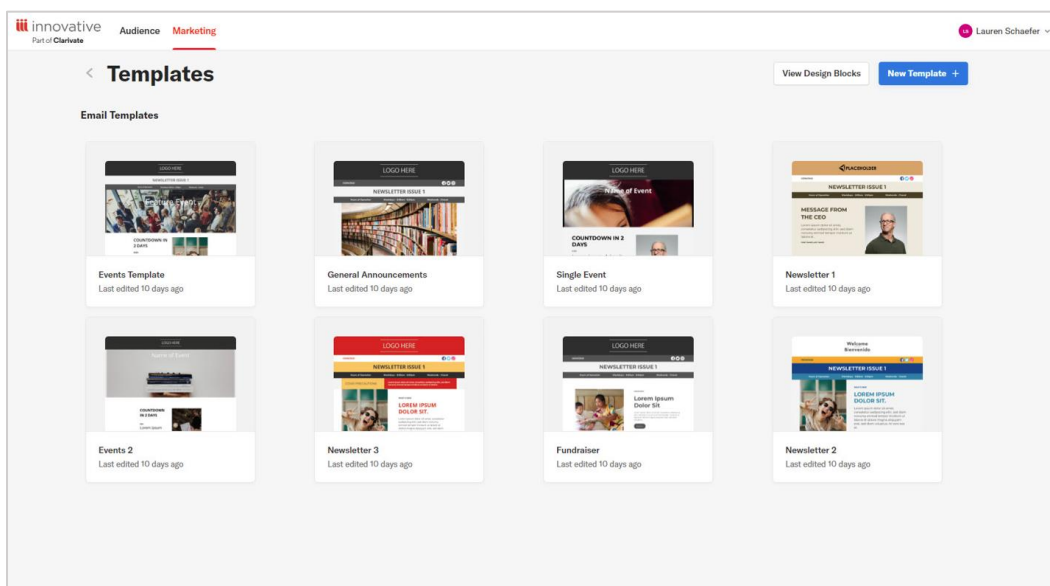 innovative
Part of Clarivate
Audience Marketing
LS Lauren Schaefer
< Templates
View Design Blocks
New Template +
Email Templates
LOGO HERE
NEWSLETTER ISSUE 1
Feature Event
COUNTDOWN IN
2 DAYS
Events Template
Last edited 10 days ago
LOGO HERE
NEWSLETTER ISSUE 1
General Announcements
Last edited 10 days ago
LOGO HERE
Name of Event
COUNTDOWN IN 2
DAYS
Single Event
Last edited 10 days ago
PLACEHOLDER
NEWSLETTER ISSUE 1
MESSAGE FROM
THE CEO
Newsletter 1
Last edited 10 days ago
LOGO HERE
Name of Event
COUNTDOWN
IN 2 DAYS
Lorem ipsum
Events 2
Last edited 10 days ago
LOGO HERE
NEWSLETTER ISSUE 1
LOREM IPSUM
DOLOR SIT.
Newsletter 3
Last edited 10 days ago
LOGO HERE
NEWSLETTER ISSUE 1
Lorem Ipsum
Dolor Sit
Fundraiser
Last edited 10 days ago
Welcome
Bienvenido
NEWSLETTER ISSUE 1
LOREM IPSUM
DOLOR SIT.
Newsletter 2
Last edited 10 days ago